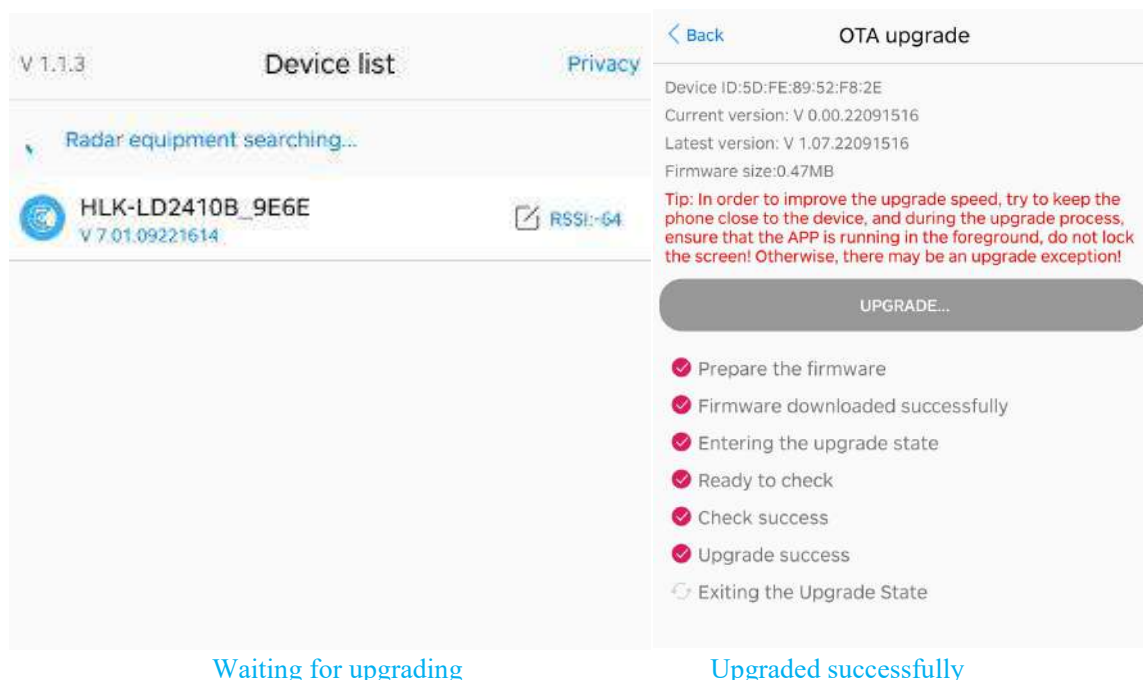 V 1.1.3
Device list
Privacy
Radar equipment searching...
HLK-LD2410B_9E6E
V 7.01.09221614
RSSI:-64
Waiting for upgrading
Back
OTA upgrade
Device ID:5D:FE:89:52:F8:2E
Current version: V 0.00.22091516
Latest version: V 1.07.22091516
Firmware size:0.47MB
Tip: In order to improve the upgrade speed, try to keep the
phone close to the device, and during the upgrade process,
ensure that the APP is running in the foreground, do not lock
the screen! Otherwise, there may be an upgrade exception!
UPGRADE...
Prepare the firmware
Firmware downloaded successfully
Entering the upgrade state
Ready to check
Check success
Upgrade success
Exiting the Upgrade State
Upgraded successfully